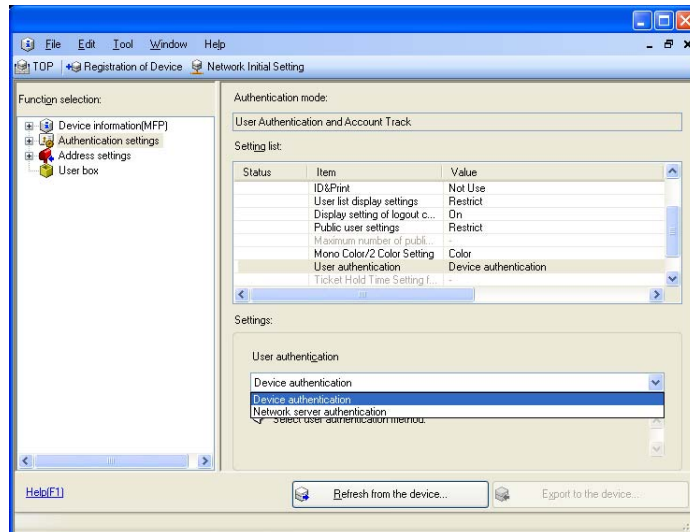 File Edit Tool Window Help
TOP Registration of Device Network Initial Setting
Function selection:
Device information(MFP)
Authentication settings
Address settings
User box
Authentication mode:
User Authentication and Account Track
Setting list:
Status Item Value
ID&Print Not Use
User list display settings Restrict
Display setting of logout c... On
Public user settings Restrict
Maximum number of publi... -
Mono Color/2 Color Setting Color
User authentication Device authentication
Ticket Hold Time Setting f... -
Settings:
User authentication
Device authentication
Device authentication
Network server authentication
Select user authentication method.
Help(F1)
Refresh from the device...
Export to the device...